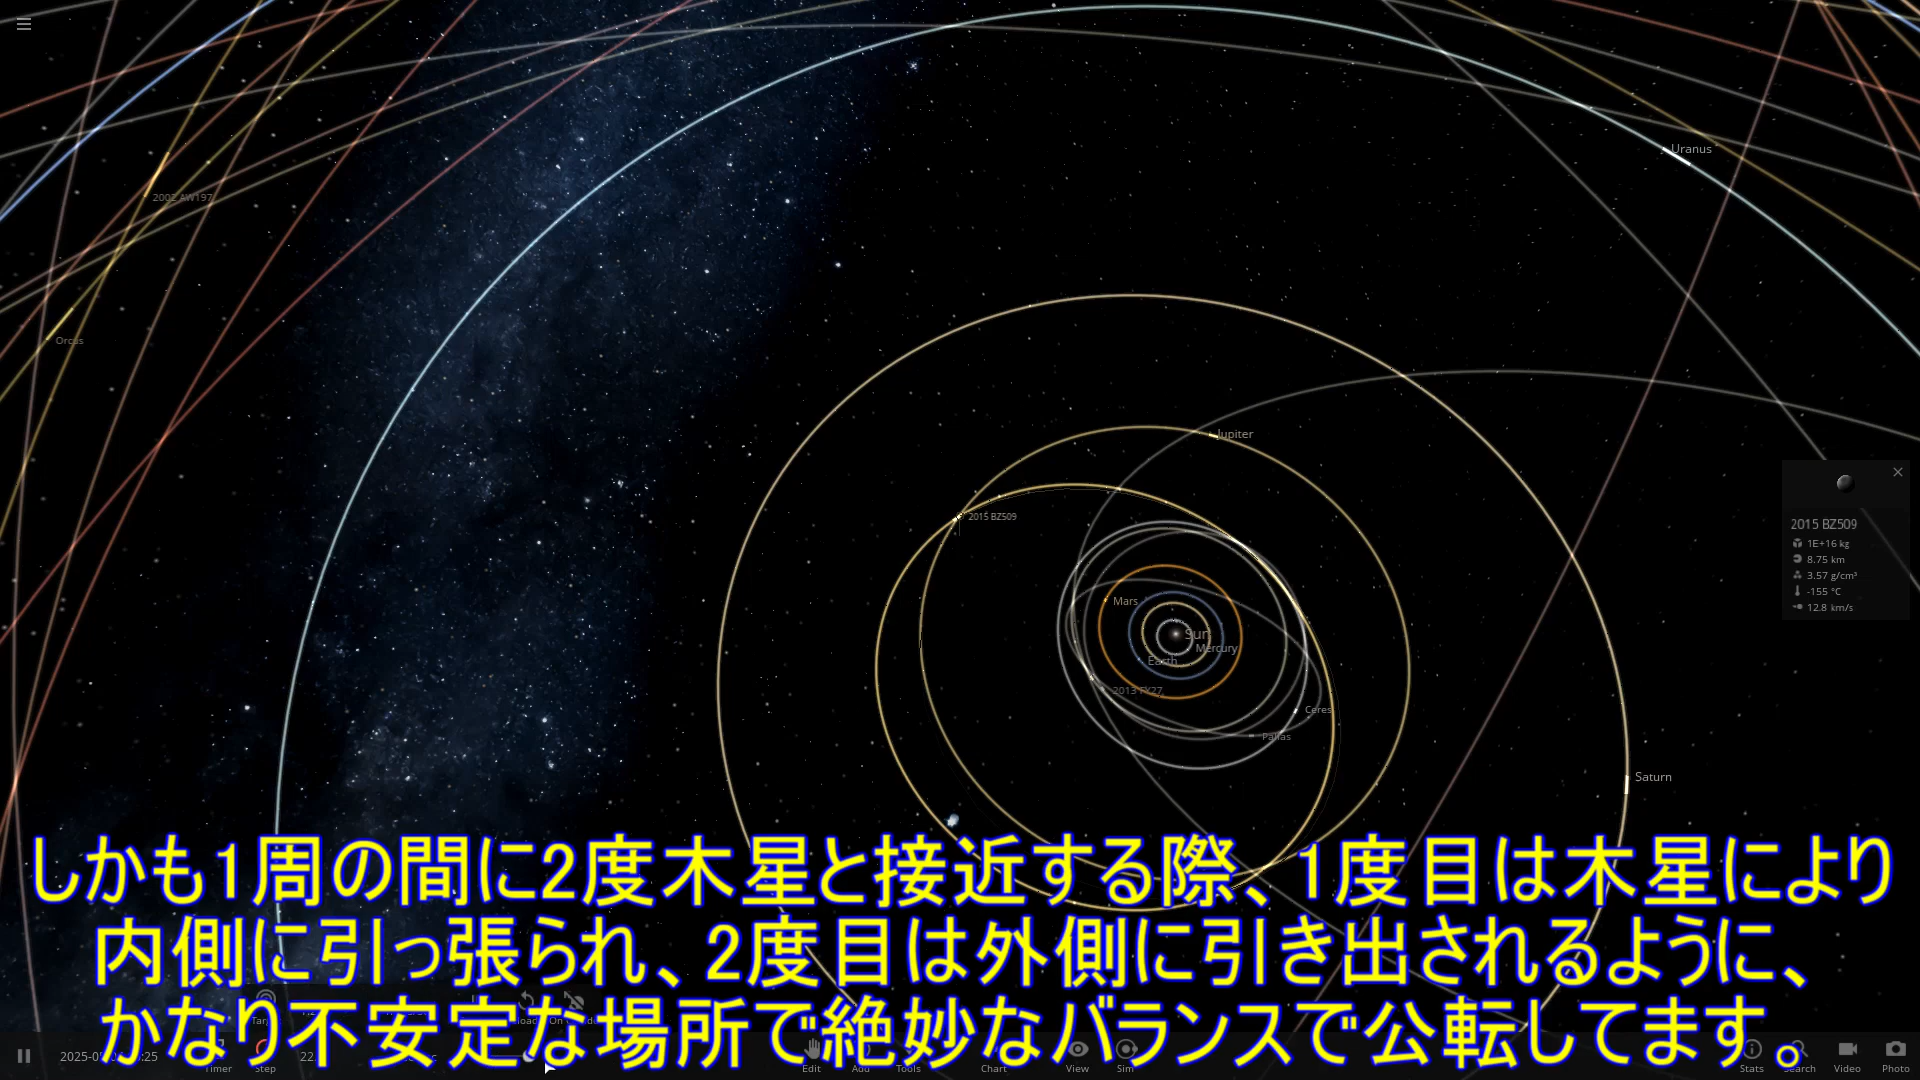 Uranus
2002 AW197
Orcus
Jupiter
2015 BZ509
2015 BZ509
1E+16 kg
8.75 km
3.57 g/cm³
-155 °C
12.8 km/s
Mars
Sun
Mercury
Earth
2013 FY27
Ceres
Pallas
Saturn
しかも1周の間に2度木星と接近する際、1度目は木星により
内側に引っ張られ、2度目は外側に引き出されるように、
かなり不安定な場所で絶妙なバランスで公転してます。
Timer
Step
Edit
Add
Tools
Chart
View
Sim
Stats
Search
Video
Photo